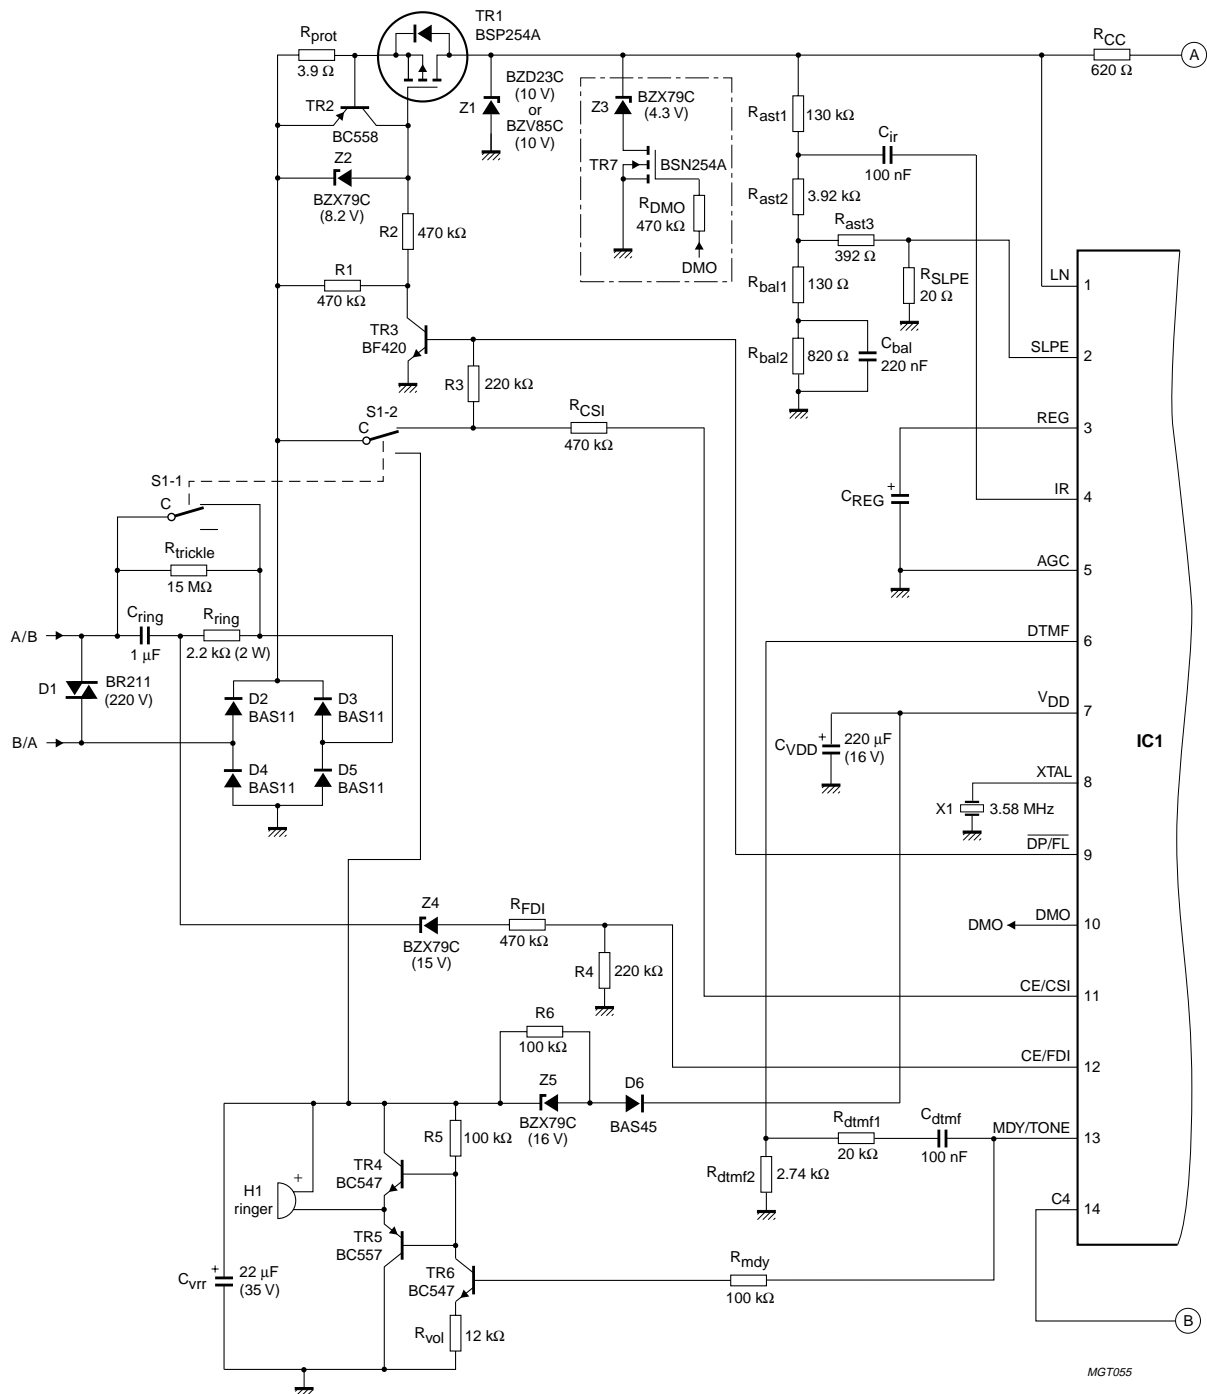 TR1
BSP254A
Rprot
3.9 Ω
TR2
BC558
Z1
BZD23C
(10 V)
or
BZV85C
(10 V)
Z2
BZX79C
(8.2 V)
R2
470 kΩ
R1
470 kΩ
TR3
BF420
Z3
BZX79C
(4.3 V)
TR7
BSN254A
RDMO
470 kΩ
DMO
RCC
620 Ω
A
Rast1
130 kΩ
Cir
100 nF
Rast2
3.92 kΩ
Rast3
392 Ω
RSLPE
20 Ω
Rbal1
130 Ω
Rbal2
820 Ω
Cbal
220 nF
R3
220 kΩ
S1-2
C
RCSI
470 kΩ
S1-1
C
Rtrickle
15 MΩ
Cring
1 µF
Rring
2.2 kΩ (2 W)
A/B
D1
BR211
(220 V)
B/A
D2
BAS11
D3
BAS11
D4
BAS11
D5
BAS11
CREG
+
CVDD
+
220 µF
(16 V)
X1
3.58 MHz
LN
1
SLPE
2
REG
3
IR
4
AGC
5
DTMF
6
VDD
7
IC1
XTAL
8
DP/FL
9
DMO
DMO
10
CE/CSI
11
CE/FDI
12
MDY/TONE
13
C4
14
Z4
BZX79C
(15 V)
RFDI
470 kΩ
R4
220 kΩ
R6
100 kΩ
Z5
BZX79C
(16 V)
D6
BAS45
R5
100 kΩ
TR4
BC547
H1
ringer
+
TR5
BC557
TR6
BC547
Cvrr
+
22 µF
(35 V)
Rvol
12 kΩ
Rdtmf1
20 kΩ
Cdtmf
100 nF
Rdtmf2
2.74 kΩ
Rmdy
100 kΩ
B
MGT055